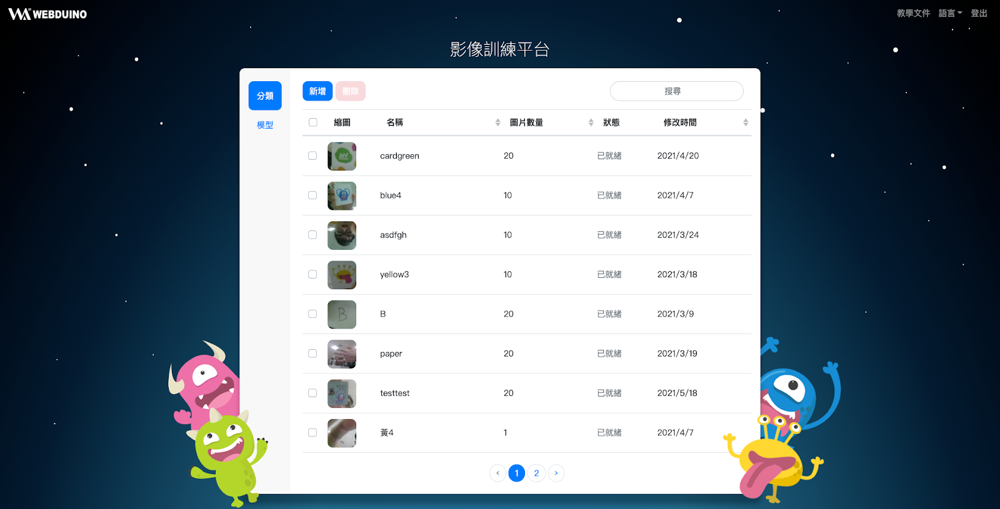 WEBDUINO
教學文件 語言 登出
影像訓練平台
分類
模型
新增 刪除 搜尋
縮圖 名稱 圖片數量 狀態 修改時間
cardgreen 20 已就緒 2021/4/20
blue4 10 已就緒 2021/4/7
asdfgh 10 已就緒 2021/3/24
yellow3 10 已就緒 2021/3/18
B B 20 已就緒 2021/3/9
paper 20 已就緒 2021/3/19
testtest 20 已就緒 2021/5/18
黃4 1 已就緒 2021/4/7
< 1 2 >